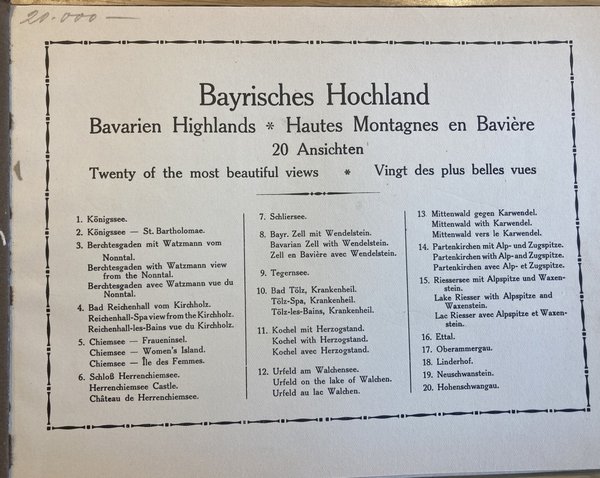 20.000 —
Bayrisches Hochland
Bavarien Highlands * Hautes Montagnes en Bavière
20 Ansichten
Twenty of the most beautiful views * Vingt des plus belles vues
1. Königssee.
2. Königssee — St. Bartholomae.
3. Berchtesgaden mit Watzmann vom
Nonntal.
Berchtesgaden with Watzmann view
from the Nonntal.
Berchtesgaden avec Watzmann vue du
Nonntal.
4. Bad Reichenhall vom Kirchholz.
Reichenhall-Spa view from the Kirchholz.
Reichenhall-les-Bains vue du Kirchholz.
5. Chiemsee — Fraueninsel.
Chiemsee — Women's Island.
Chiemsee — Île des Femmes.
6. Schloß Herrenchiemsee.
Herrenchiemsee Castle.
Château de Herrenchiemsee.
7. Schliersee.
8. Bayr. Zell mit Wendelstein.
Bavarian Zell with Wendelstein.
Zell en Bavière avec Wendelstein.
9. Tegernsee.
10. Bad Tölz, Krankenheil.
Tölz-Spa, Krankenheil.
Tölz-les-Bains, Krankenheil.
11. Kochel mit Herzogstand.
Kochel with Herzogstand.
Kochel avec Herzogstand.
12. Urfeld am Walchensee.
Urfeld on the lake of Walchen.
Urfeld au lac Walchen.
13. Mittenwald gegen Karwendel.
Mittenwald with Karwendel.
Mittenwald vers le Karwendel.
14. Partenkirchen mit Alp- und Zugspitze.
Partenkirchen with Alp- and Zugspitze.
Partenkirchen avec Alp- et Zugspitze.
15. Riessersee mit Alpspitze und Waxen-
stein.
Lake Riesser with Alpspitze and
Waxenstein.
Lac Riesser avec Alpspitze et Waxen-
stein.
16. Ettal.
17. Oberammergau.
18. Linderhof.
19. Neuschwanstein.
20. Hohenschwangau.